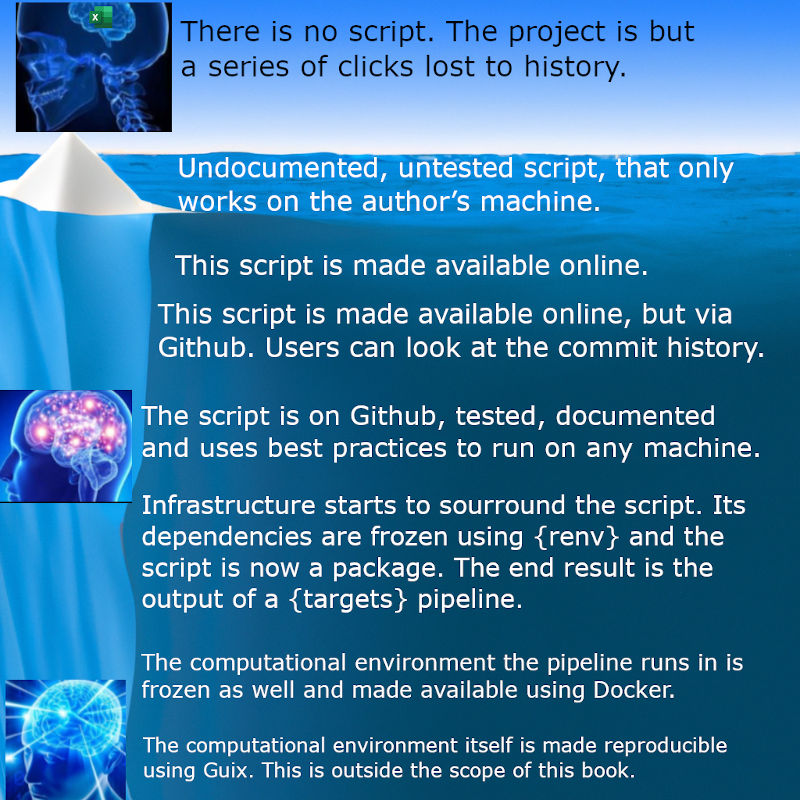 There is no script. The project is but
a series of clicks lost to history.
Undocumented, untested script, that only
works on the author’s machine.
This script is made available online.
This script is made available online, but via
Github. Users can look at the commit history.
The script is on Github, tested, documented
and uses best practices to run on any machine.
Infrastructure starts to sourround the script. Its
dependencies are frozen using {renv} and the
script is now a package. The end result is the
output of a {targets} pipeline.
The computational environment the pipeline runs in is
frozen as well and made available using Docker.
The computational environment itself is made reproducible
using Guix. This is outside the scope of this book.